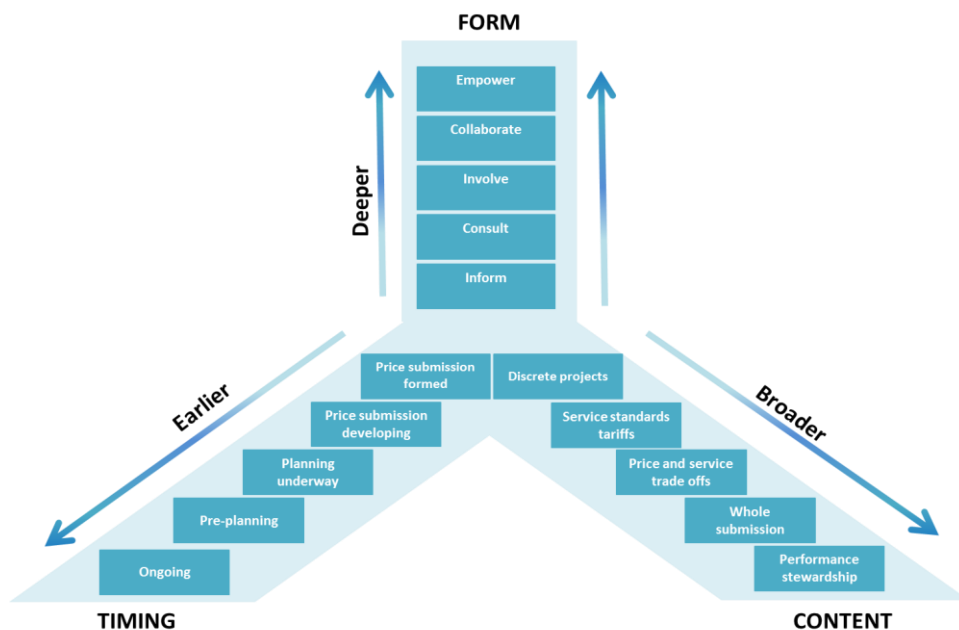 FORM
Empower
Collaborate
Involve
Consult
Inform
Deeper
Earlier
Broader
Price submission
formed
Price submission
developing
Planning
underway
Pre-planning
Ongoing
TIMING
Discrete projects
Service standards
tariffs
Price and service
trade offs
Whole
submission
Performance
stewardship
CONTENT